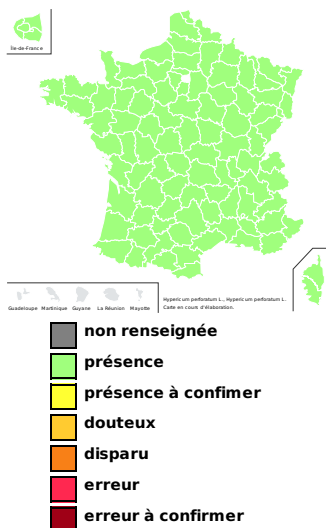 Île-de-France
Guadeloupe Martinique Guyane La Réunion Mayotte
Hypericum perforatum L., Hypericum perforatum L.
Carte en cours d'élaboration.
non renseignée
présence
présence à confimer
douteux
disparu
erreur
erreur à confirmer